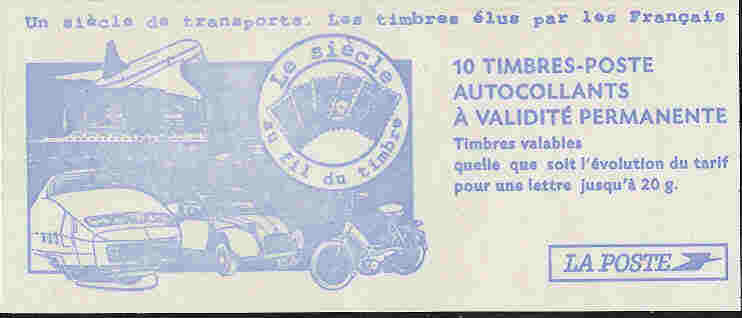 Un siècle de transports. Les timbres élus par les Français
Le siècle
au fil du timbre
10 TIMBRES-POSTE
AUTOCOLLANTS
À VALIDITÉ PERMANENTE
Timbres valables
quelle que soit l'évolution du tarif
pour une lettre jusqu'à 20 g.
LA POSTE